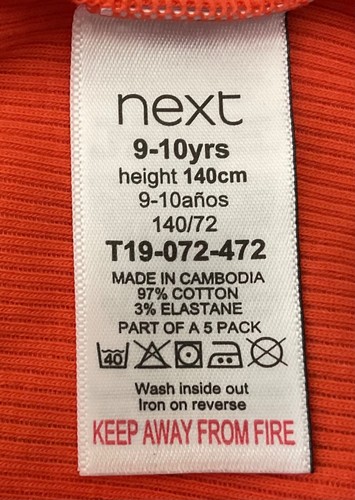 next
9-10yrs
height 140cm
9-10años
140/72
T19-072-472
MADE IN CAMBODIA
97% COTTON
3% ELASTANE
PART OF A 5 PACK
40
Wash inside out
Iron on reverse
KEEP AWAY FROM FIRE